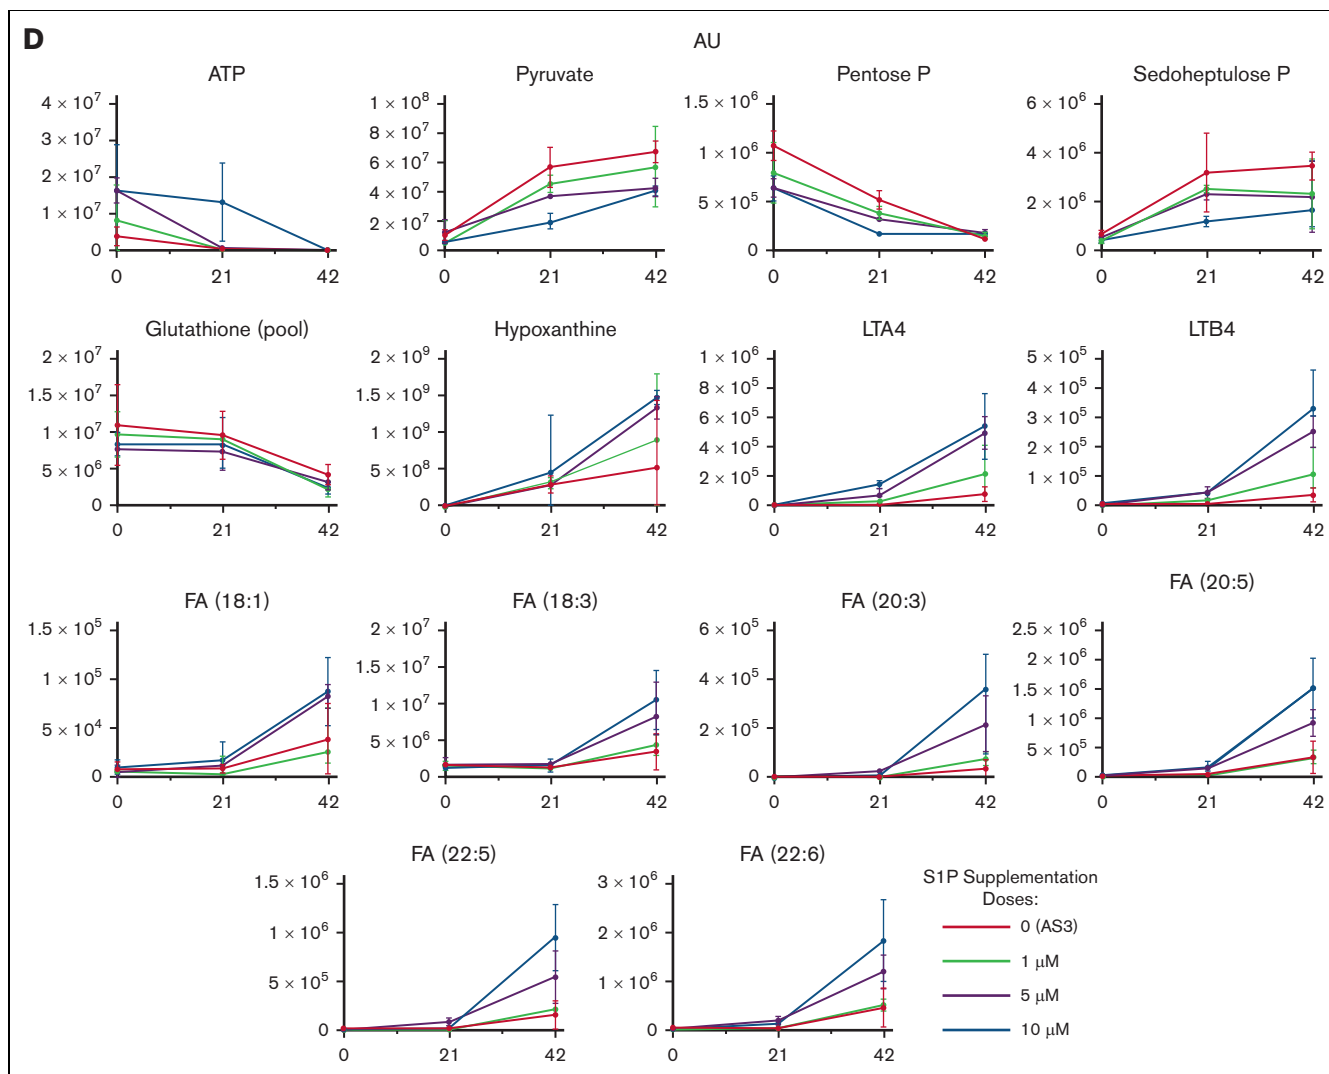 D
AU
ATP
Pyruvate
Pentose P
Sedoheptulose P
4 × 10⁷
3 × 10⁷
2 × 10⁷
1 × 10⁷
0
0 21 42
1 × 10⁸
8 × 10⁷
6 × 10⁷
4 × 10⁷
2 × 10⁷
0
0 21 42
1.5 × 10⁶
1 × 10⁶
5 × 10⁵
0
0 21 42
6 × 10⁶
4 × 10⁶
2 × 10⁶
0
0 21 42
Glutathione (pool)
Hypoxanthine
LTA4
LTB4
2 × 10⁷
1.5 × 10⁷
1 × 10⁷
5 × 10⁶
0
0 21 42
2 × 10⁹
1.5 × 10⁹
1 × 10⁹
5 × 10⁸
0
0 21 42
1 × 10⁶
8 × 10⁵
6 × 10⁵
4 × 10⁵
2 × 10⁵
0
0 21 42
5 × 10⁵
4 × 10⁵
3 × 10⁵
2 × 10⁵
1 × 10⁵
0
0 21 42
FA (18:1)
FA (18:3)
FA (20:3)
FA (20:5)
1.5 × 10⁵
1 × 10⁵
5 × 10⁴
0
0 21 42
2 × 10⁷
1.5 × 10⁷
1 × 10⁷
5 × 10⁶
0
0 21 42
6 × 10⁵
4 × 10⁵
2 × 10⁵
0
0 21 42
2.5 × 10⁶
2 × 10⁶
1.5 × 10⁶
1 × 10⁶
5 × 10⁵
0
0 21 42
FA (22:5)
FA (22:6)
1.5 × 10⁶
1 × 10⁶
5 × 10⁵
0
0 21 42
3 × 10⁶
2 × 10⁶
1 × 10⁶
0
0 21 42
S1P Supplementation
Doses:
0 (AS3)
1 μM
5 μM
10 μM